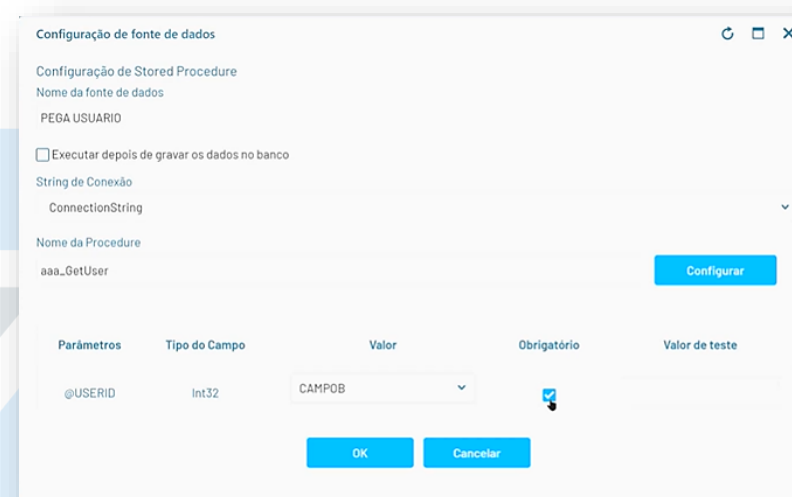 Configuração de fonte de dados
Configuração de Stored Procedure
Nome da fonte de dados
PEGA USUARIO
Executar depois de gravar os dados no banco
String de Conexão
ConnectionString
Nome da Procedure
aaa_GetUser
Configurar
Parâmetros Tipo do Campo Valor Obrigatório Valor de teste
@USERID Int32 CAMPOB
OK Cancelar